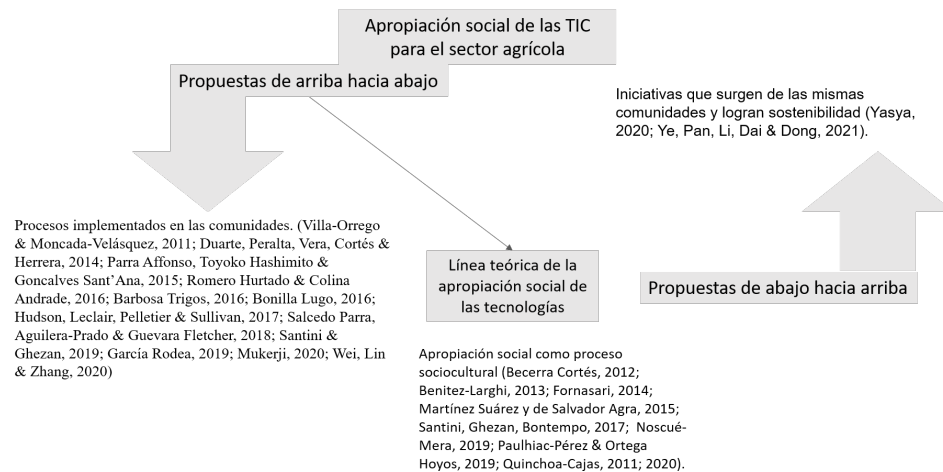 Apropiación social de las TIC
para el sector agrícola
Propuestas de arriba hacia abajo
Iniciativas que surgen de las mismas
comunidades y logran sostenibilidad (Yasya,
2020; Ye, Pan, Li, Dai & Dong, 2021).
Procesos implementados en las comunidades. (Villa-Orrego
& Moncada-Velásquez, 2011; Duarte, Peralta, Vera, Cortés &
Herrera, 2014; Parra Affonso, Toyoko Hashimito &
Goncalves Sant’Ana, 2015; Romero Hurtado & Colina
Andrade, 2016; Barbosa Trigos, 2016; Bonilla Lugo, 2016;
Hudson, Leclair, Pelletier & Sullivan, 2017; Salcedo Parra,
Aguilera-Prado & Guevara Fletcher, 2018; Santini &
Ghezan, 2019; García Rodea, 2019; Mukerji, 2020; Wei, Lin
& Zhang, 2020)
Línea teórica de la
apropiación social de
las tecnologías
Propuestas de abajo hacia arriba
Apropiación social como proceso
sociocultural (Becerra Cortés, 2012;
Benitez-Larghi, 2013; Fornasari, 2014;
Martínez Suárez y de Salvador Agra, 2015;
Santini, Ghezan, Bontempo, 2017; Noscué-
Mera, 2019; Paulhiac-Pérez & Ortega
Hoyos, 2019; Quinchoa-Cajas, 2011; 2020).